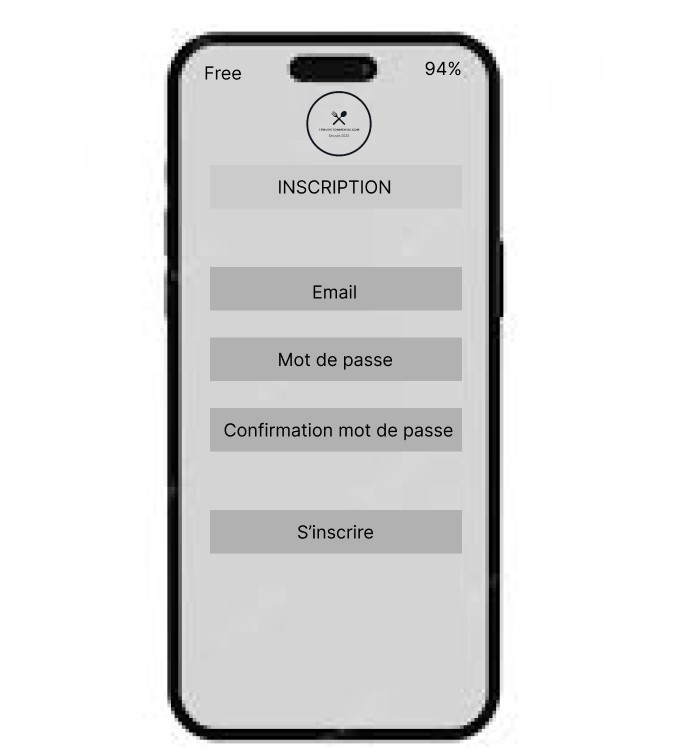 Free
94%
INSCRIPTION
Email
Mot de passe
Confirmation mot de passe
S'inscrire